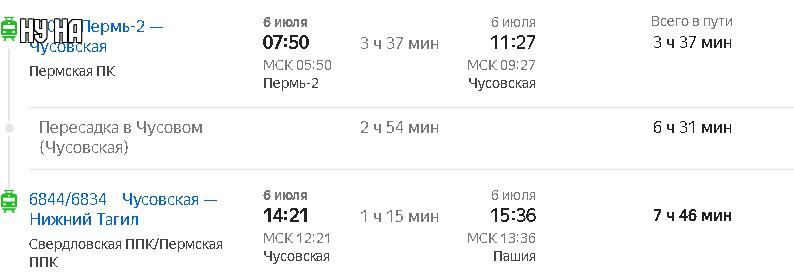 6 июля
6 июля
Всего в пути
НУ НА
Пермь-2 —
Чусовская
07:50
3 ч 37 мин
11:27
3 ч 37 мин
МСК 05:50
МСК 09:27
Пермская ПК
Пермь-2
Чусовская
Пересадка в Чусовом
(Чусовская)
2 ч 54 мин
6 ч 31 мин
6844/6834 Чусовская —
Нижний Тагил
6 июля
6 июля
14:21
1 ч 15 мин
15:36
7 ч 46 мин
МСК 12:21
МСК 13:36
Свердловская ППК/Пермская
ППК
Чусовская
Пашия